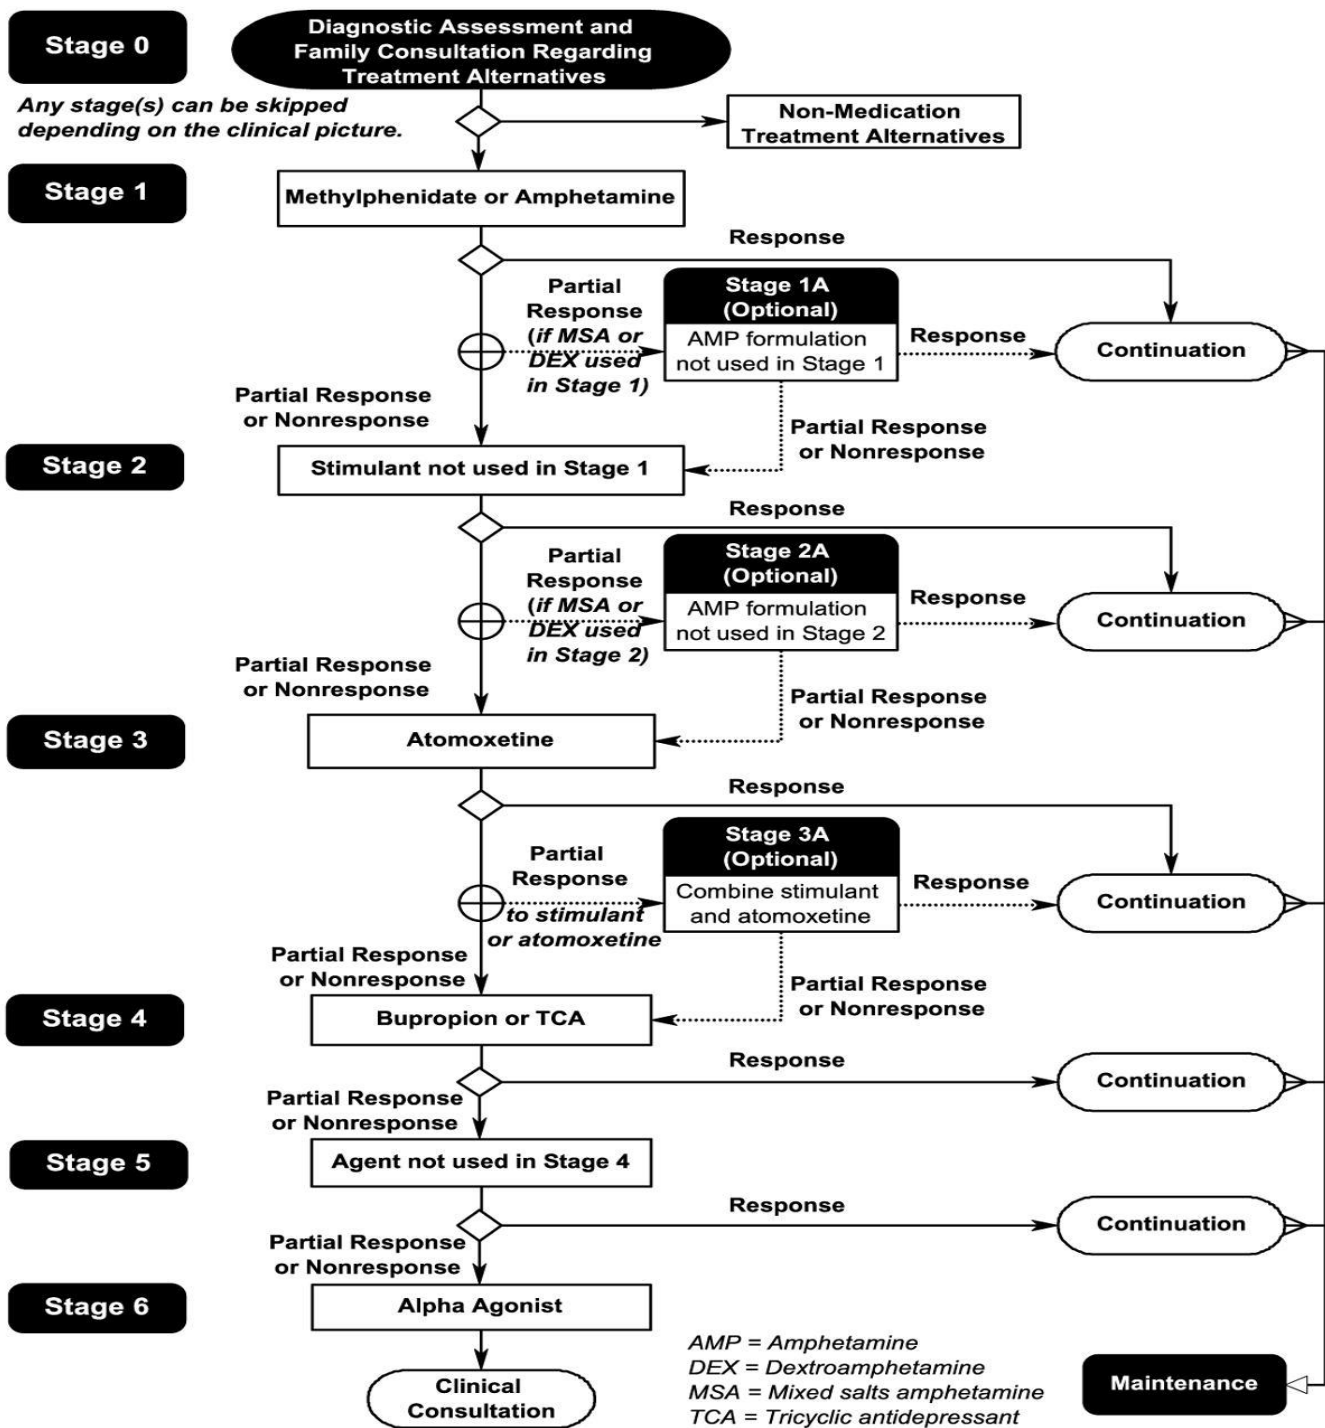 Stage 0
Diagnostic Assessment and
Family Consultation Regarding
Treatment Alternatives
Any stage(s) can be skipped
depending on the clinical picture.
Non-Medication
Treatment Alternatives
Stage 1
Methylphenidate or Amphetamine
Response
Partial
Response
(if MSA or
DEX used
in Stage 1)
Stage 1A
(Optional)
AMP formulation
not used in Stage 1
Response
Continuation
Partial Response
or Nonresponse
Partial Response
or Nonresponse
Stage 2
Stimulant not used in Stage 1
Response
Partial
Response
(if MSA or
DEX used
in Stage 2)
Stage 2A
(Optional)
AMP formulation
not used in Stage 2
Response
Continuation
Partial Response
or Nonresponse
Partial Response
or Nonresponse
Stage 3
Atomoxetine
Response
Partial
Response
to stimulant
or atomoxetine
Stage 3A
(Optional)
Combine stimulant
and atomoxetine
Response
Continuation
Partial Response
or Nonresponse
Partial Response
or Nonresponse
Stage 4
Bupropion or TCA
Response
Continuation
Partial Response
or Nonresponse
Stage 5
Agent not used in Stage 4
Response
Continuation
Partial Response
or Nonresponse
Stage 6
Alpha Agonist
Clinical
Consultation
AMP = Amphetamine
DEX = Dextroamphetamine
MSA = Mixed salts amphetamine
TCA = Tricyclic antidepressant
Maintenance